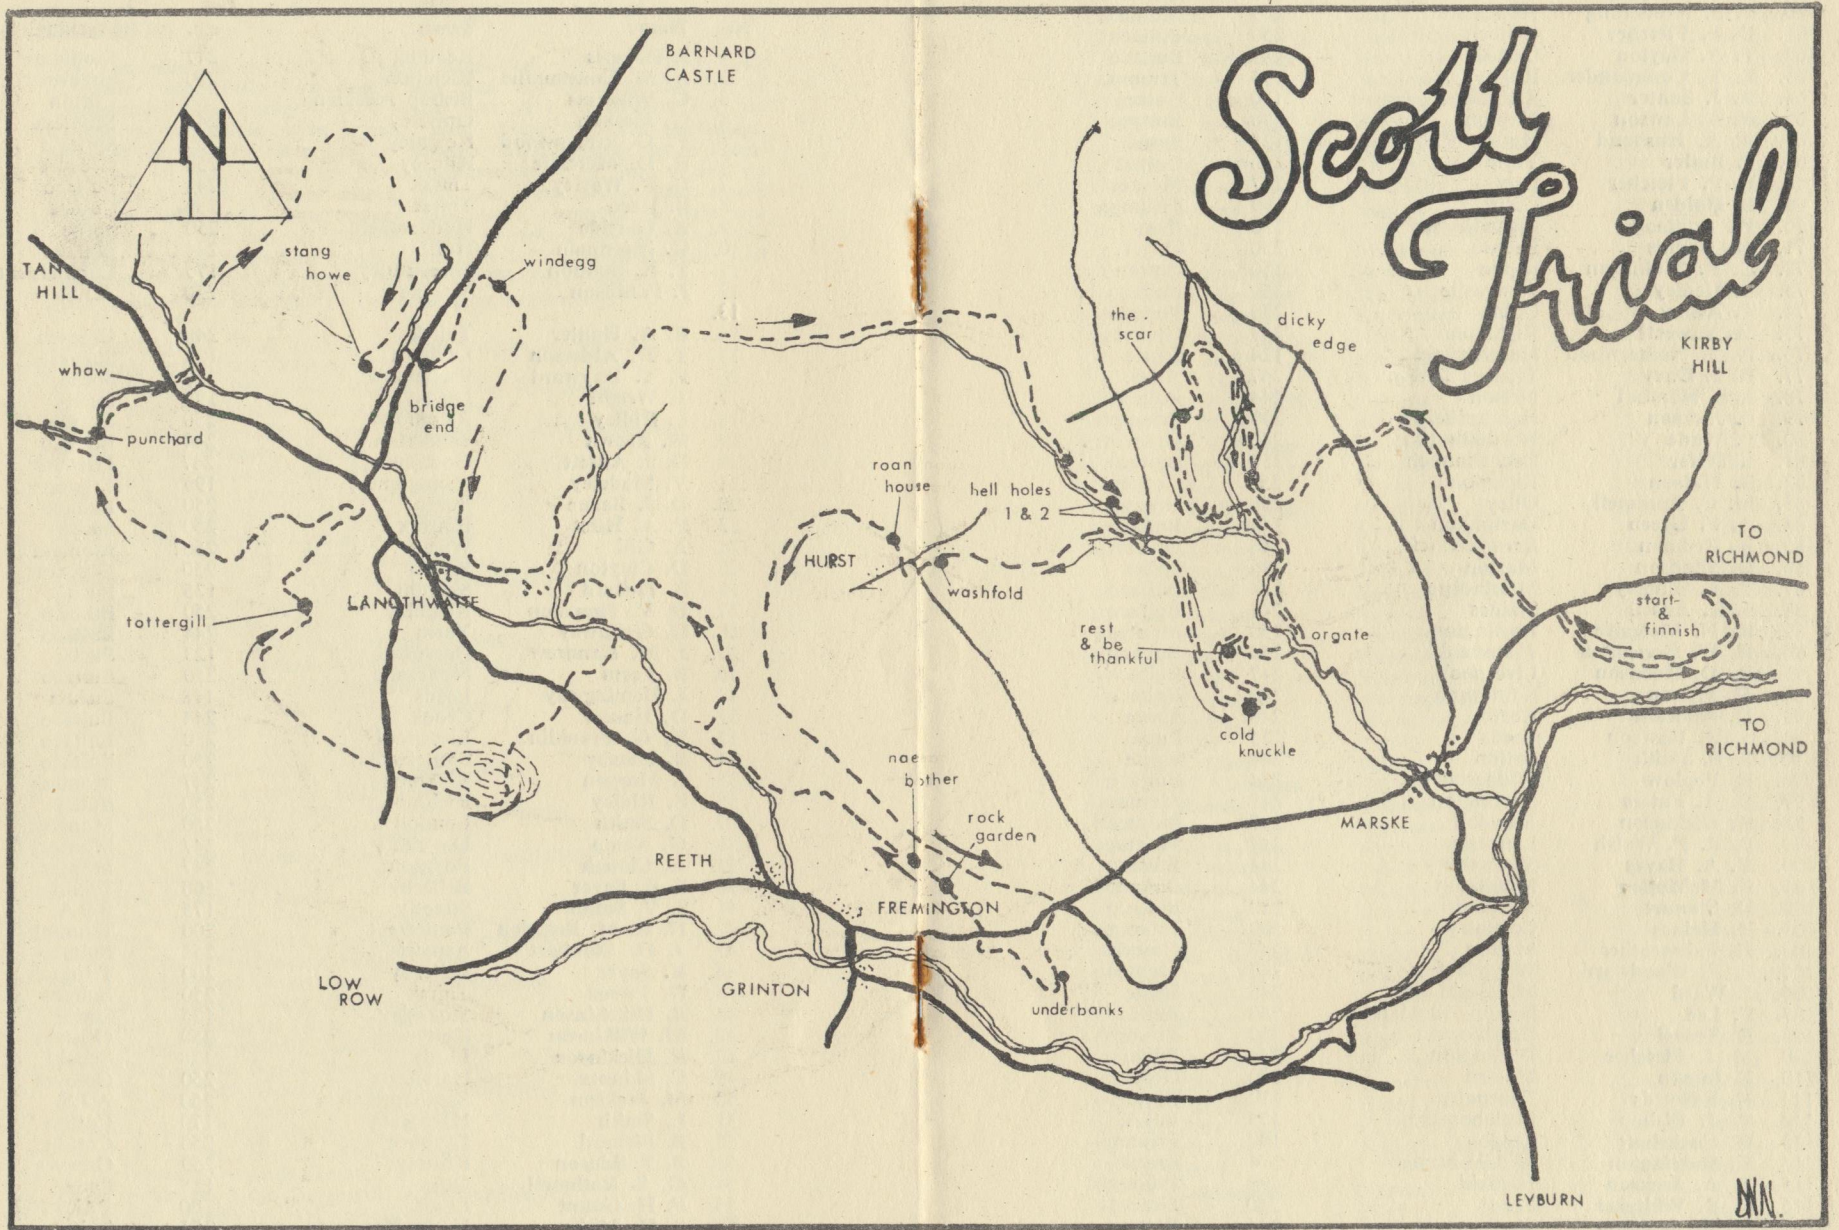 Scott
Trial
N
BARNARD
CASTLE
TAN
HILL
stang
howe
windegg
whaw
punchard
bridge
end
the
scar
dicky
edge
KIRBY
HILL
roan
house
hell holes
1 & 2
HURST
washfold
TO
RICHMOND
start
&
finnish
tottergill
LANGTHWAITE
rest
& be
thankful
orgate
cold
knuckle
TO
RICHMOND
nae
bother
rock
garden
MARSKE
REETH
FREMINGTON
LOW
ROW
GRINTON
underbanks
LEYBURN